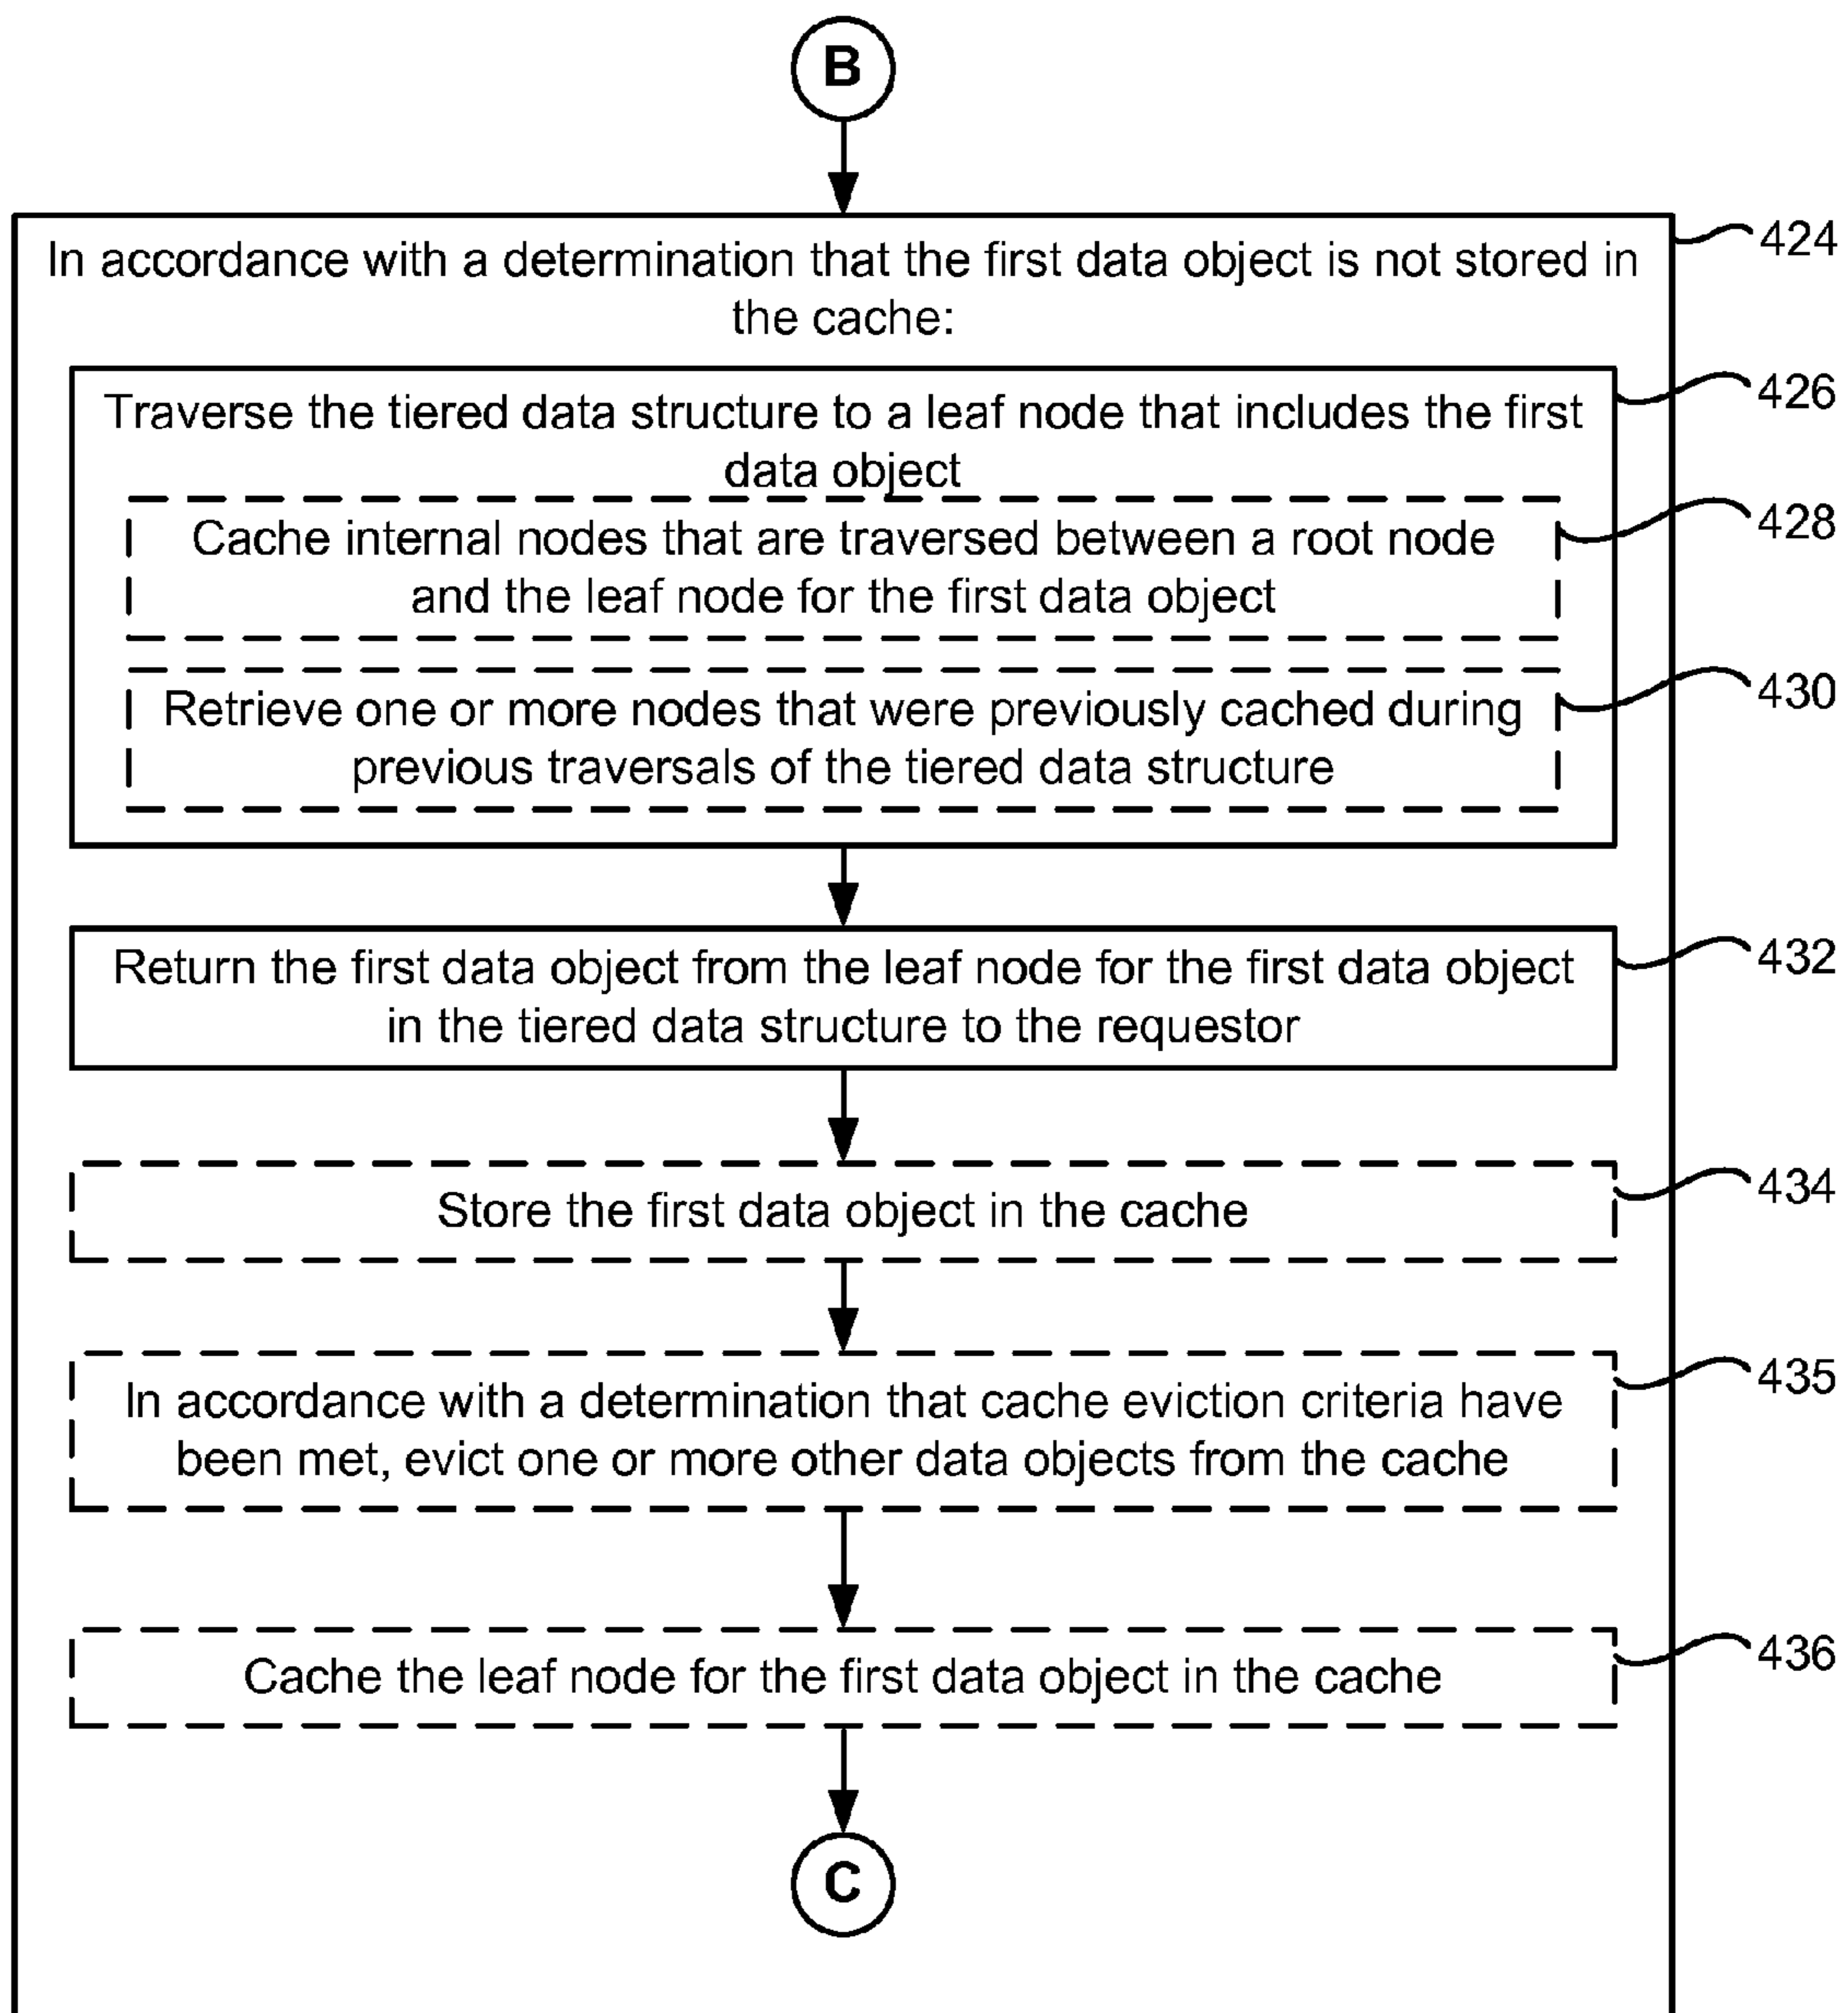 B
In accordance with a determination that the first data object is not stored in
the cache:
424
Traverse the tiered data structure to a leaf node that includes the first
data object
426
Cache internal nodes that are traversed between a root node
and the leaf node for the first data object
428
Retrieve one or more nodes that were previously cached during
previous traversals of the tiered data structure
430
Return the first data object from the leaf node for the first data object
in the tiered data structure to the requestor
432
Store the first data object in the cache
434
In accordance with a determination that cache eviction criteria have
been met, evict one or more other data objects from the cache
435
Cache the leaf node for the first data object in the cache
436
C